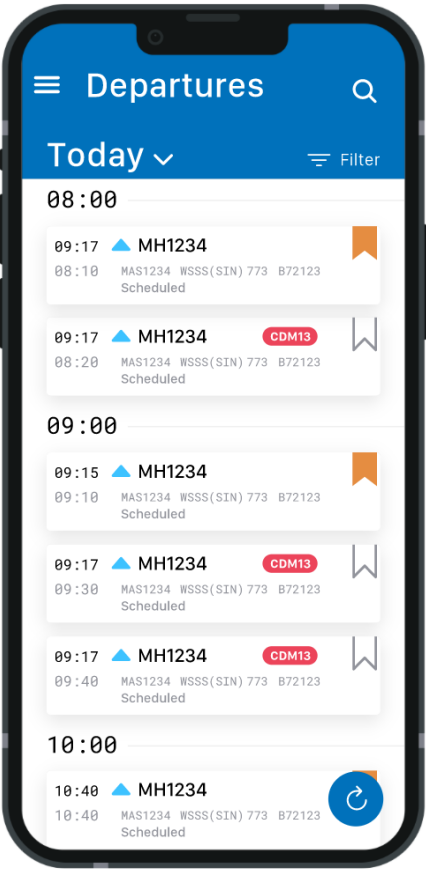 Departures
Today
Filter
08:00
09:17 MH1234
08:10 MAS1234 WSSS(SIN) 773 B72123
Scheduled
09:17 MH1234 CDM13
08:20 MAS1234 WSSS(SIN) 773 B72123
Scheduled
09:00
09:15 MH1234
09:10 MAS1234 WSSS(SIN) 773 B72123
Scheduled
09:17 MH1234 CDM13
09:30 MAS1234 WSSS(SIN) 773 B72123
Scheduled
09:17 MH1234 CDM13
09:40 MAS1234 WSSS(SIN) 773 B72123
Scheduled
10:00
10:40 MH1234
10:40 MAS1234 WSSS(SIN) 773 B72123
Scheduled